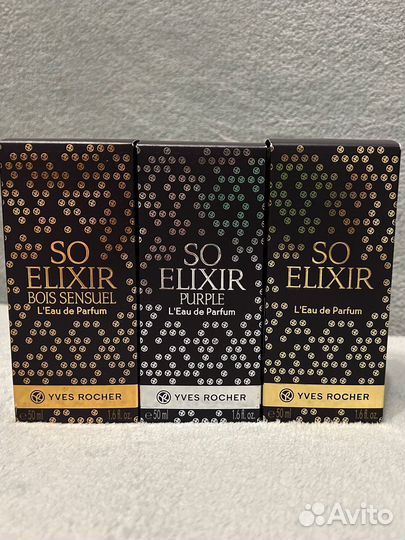 SO
ELIXIR
BOIS SENSUEL
L'Eau de Parfum
YVES ROCHER
e 50 ml 1.6 fl. oz.
SO
ELIXIR
PURPLE
L'Eau de Parfum
YVES ROCHER
e 50 ml 1.6 fl. oz.
SO
ELIXIR
L'Eau de Parfum
YVES ROCHER
e 50 ml 1.6 fl. oz.
Avito